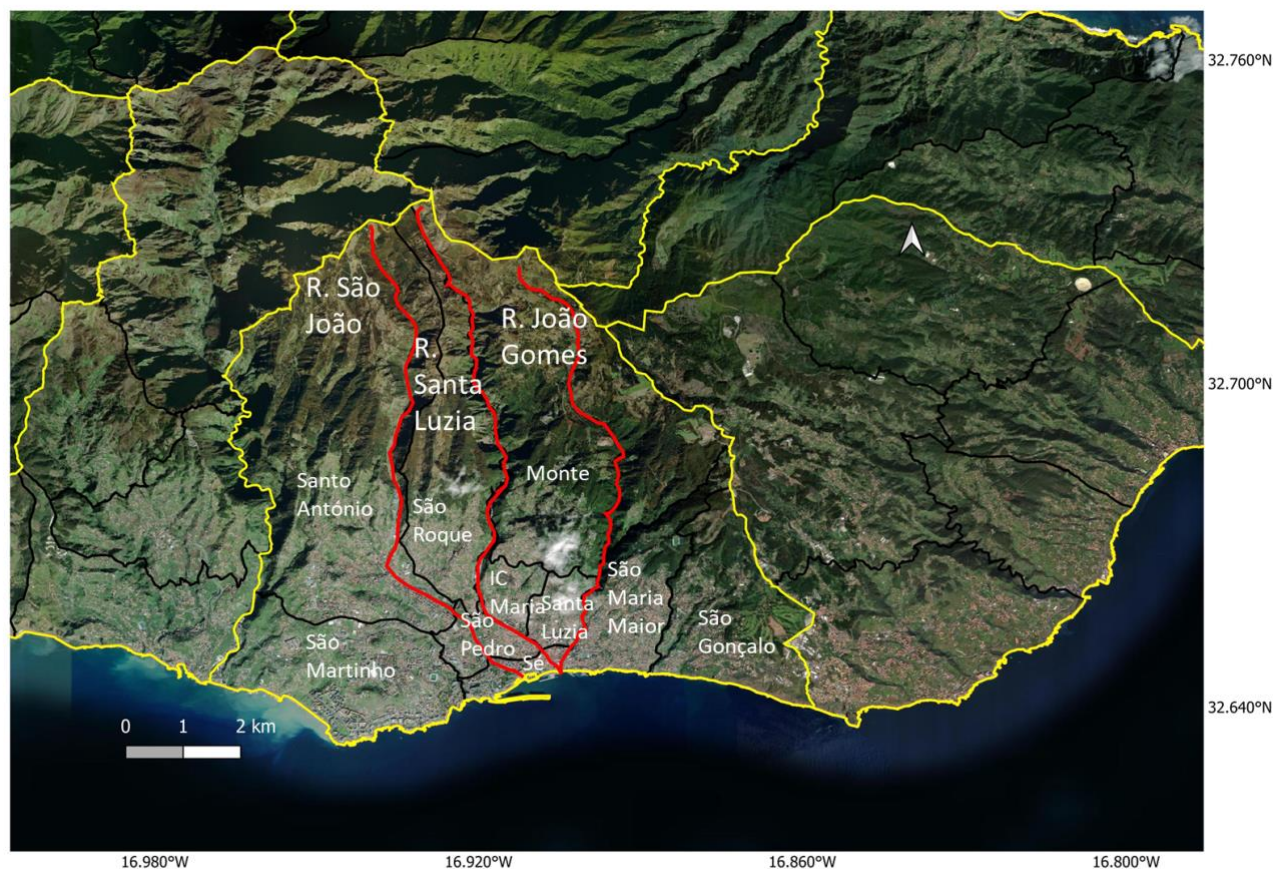 32.760°N
R. São
João
R. João
Gomes
R.
Santa
Luzia
32.700°N
Monte
Santo
António
São
Roque
IC
Maria
Santa
Luzia
São
Maria
Maior
São
Pedro
São
Gonçalo
São
Martinho
Sé
32.640°N
0 1 2 km
16.980°W 16.920°W 16.860°W 16.800°W